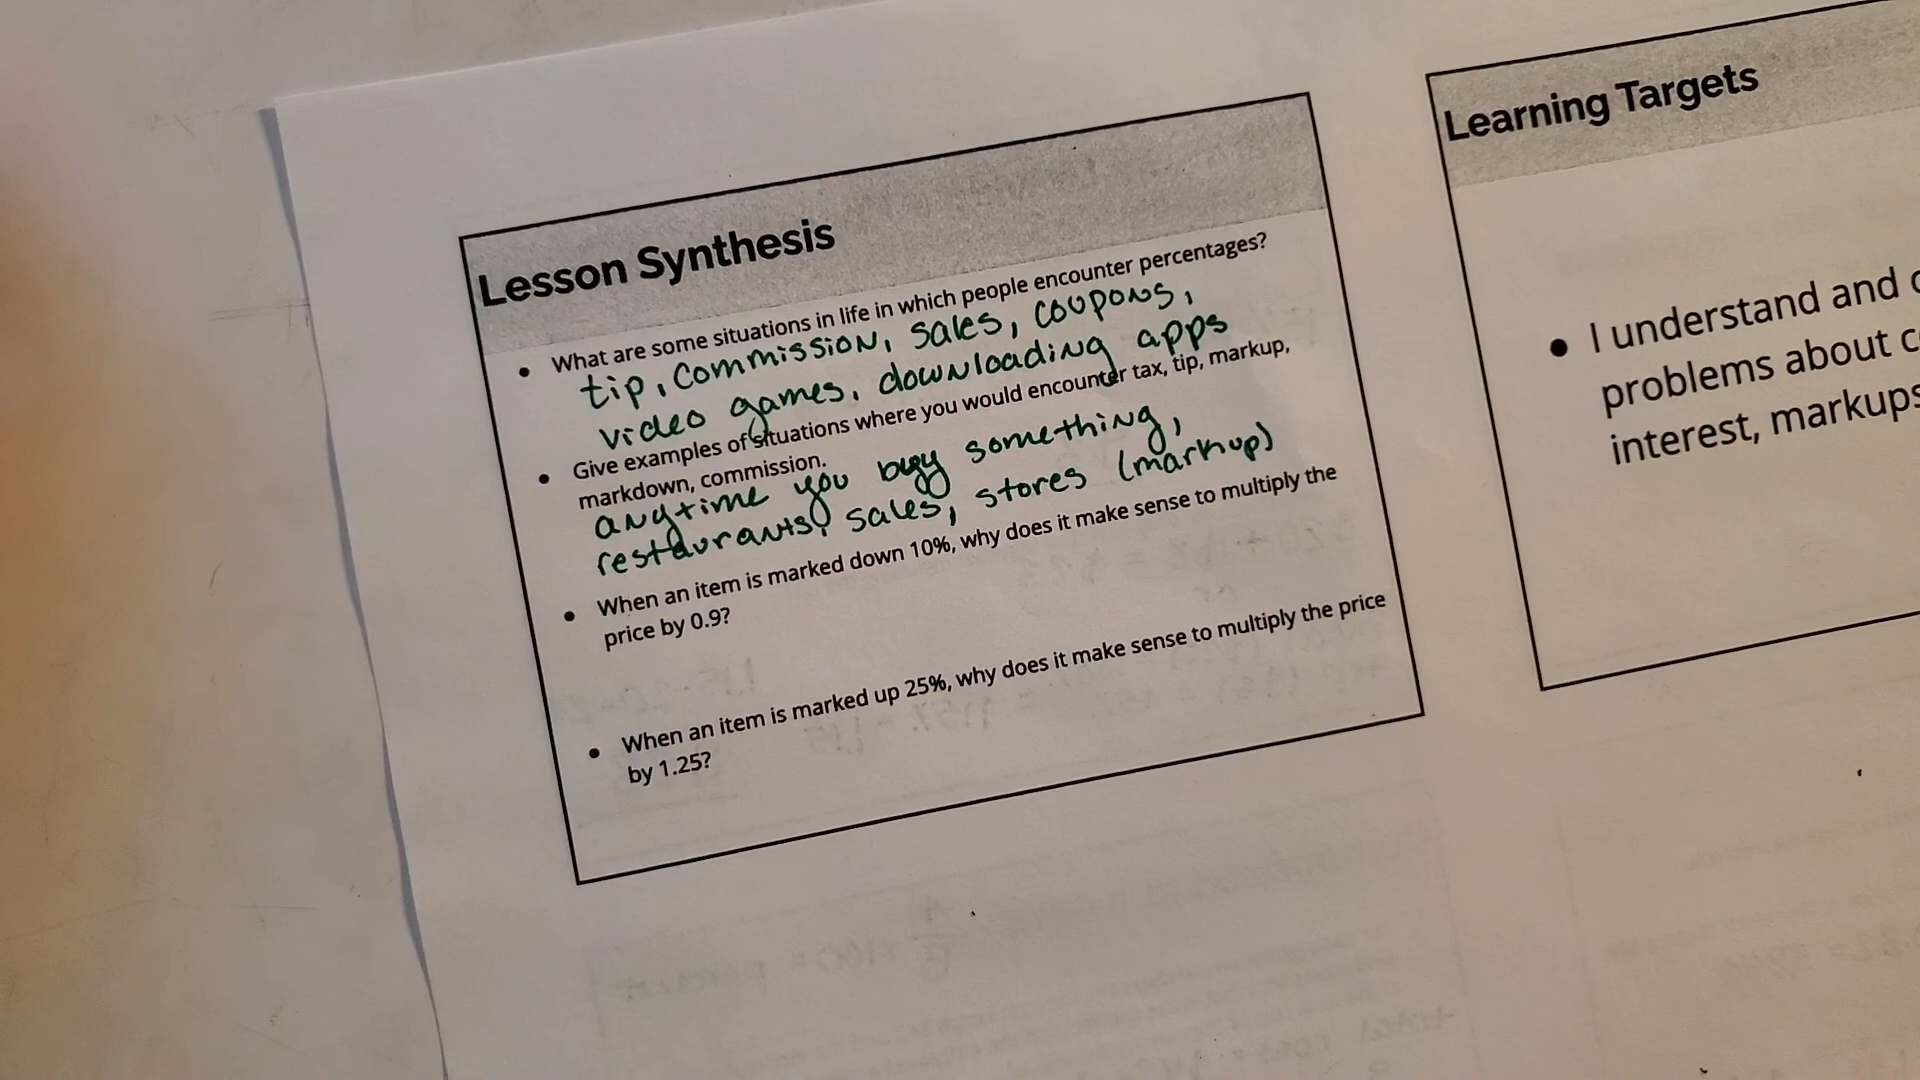 Lesson Synthesis
• What are some situations in life in which people encounter percentages?
tip, commission, sales, coupons,
video games, downloading apps
• Give examples of situations where you would encounter tax, tip, markup,
markdown, commission.
anytime you buy something,
restaurants, sales, stores (markup)
• When an item is marked down 10%, why does it make sense to multiply the
price by 0.9?
• When an item is marked up 25%, why does it make sense to multiply the price
by 1.25?
Learning Targets
• I understand and
problems about
interest, markups